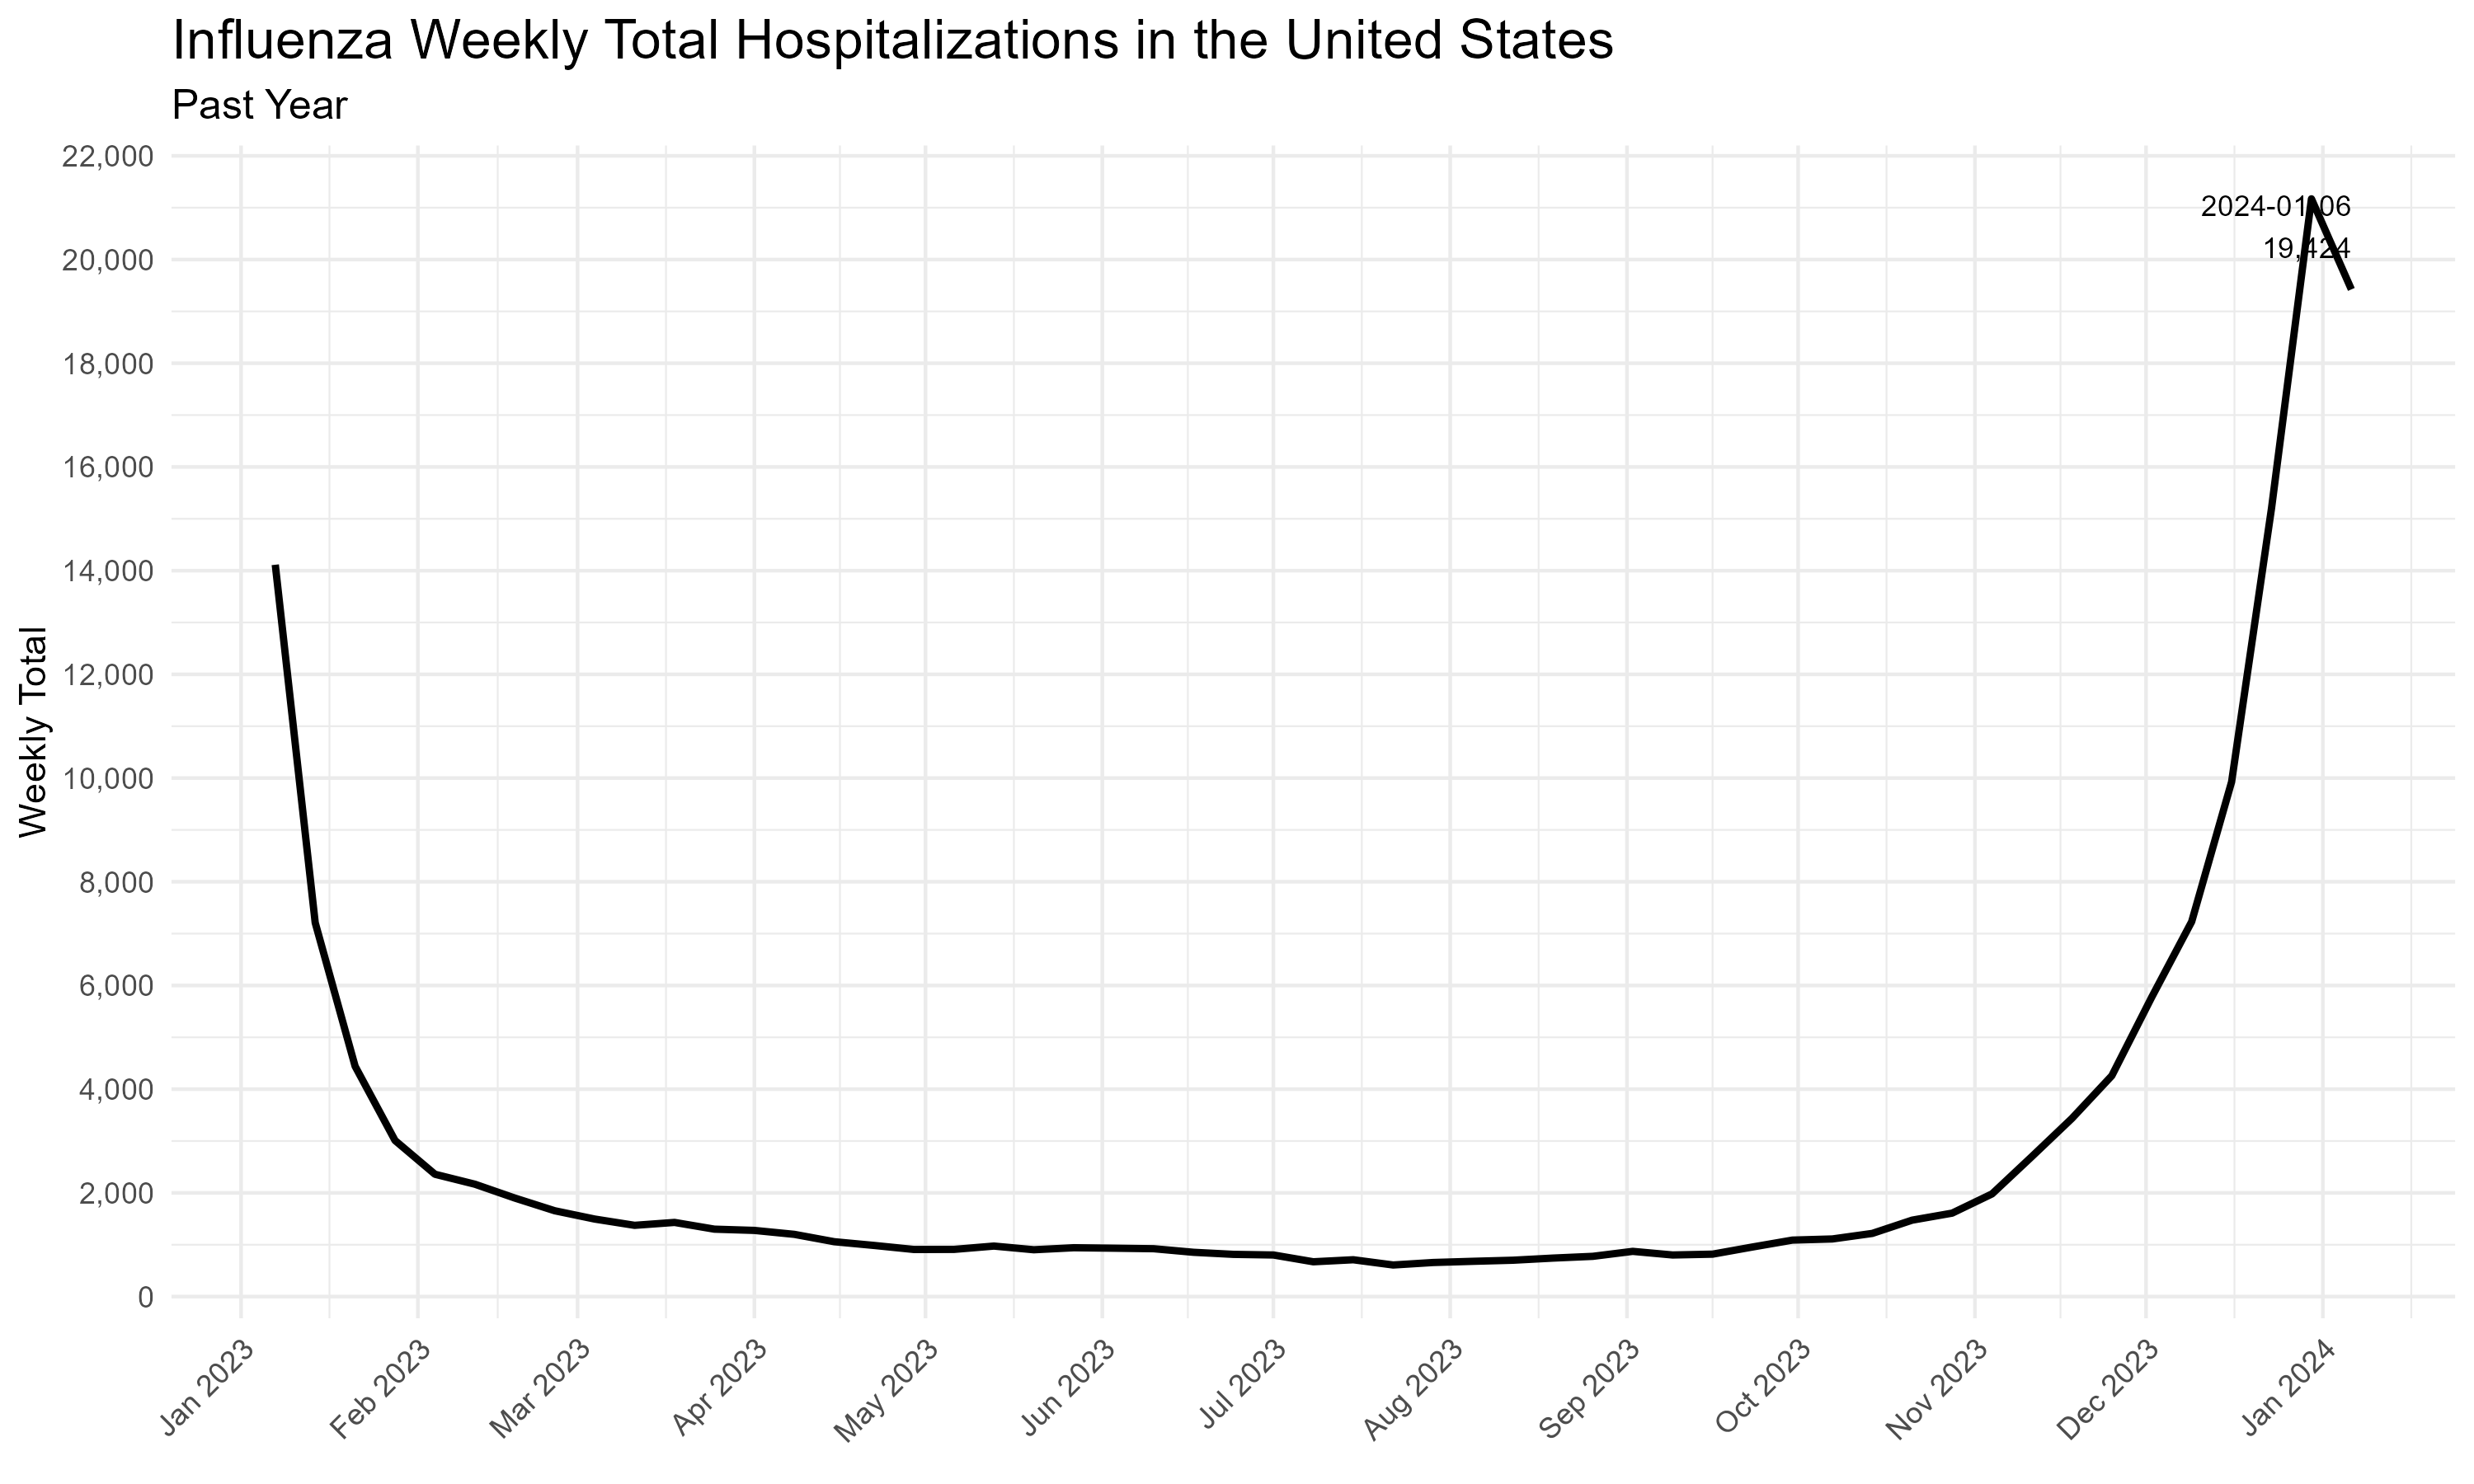 Influenza Weekly Total Hospitalizations in the United States
Past Year
22,000
20,000
18,000
16,000
14,000
12,000
10,000
8,000
6,000
4,000
2,000
0
Weekly Total
2024-01-06
19,424
Jan 2023
Feb 2023
Mar 2023
Apr 2023
May 2023
Jun 2023
Jul 2023
Aug 2023
Sep 2023
Oct 2023
Nov 2023
Dec 2023
Jan 2024